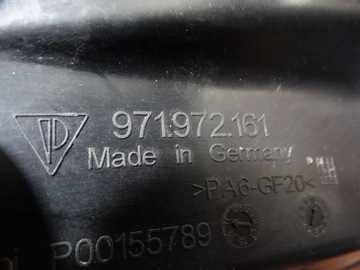 971.972.161
Made in Germany
>PA6-GF20<
P00155789